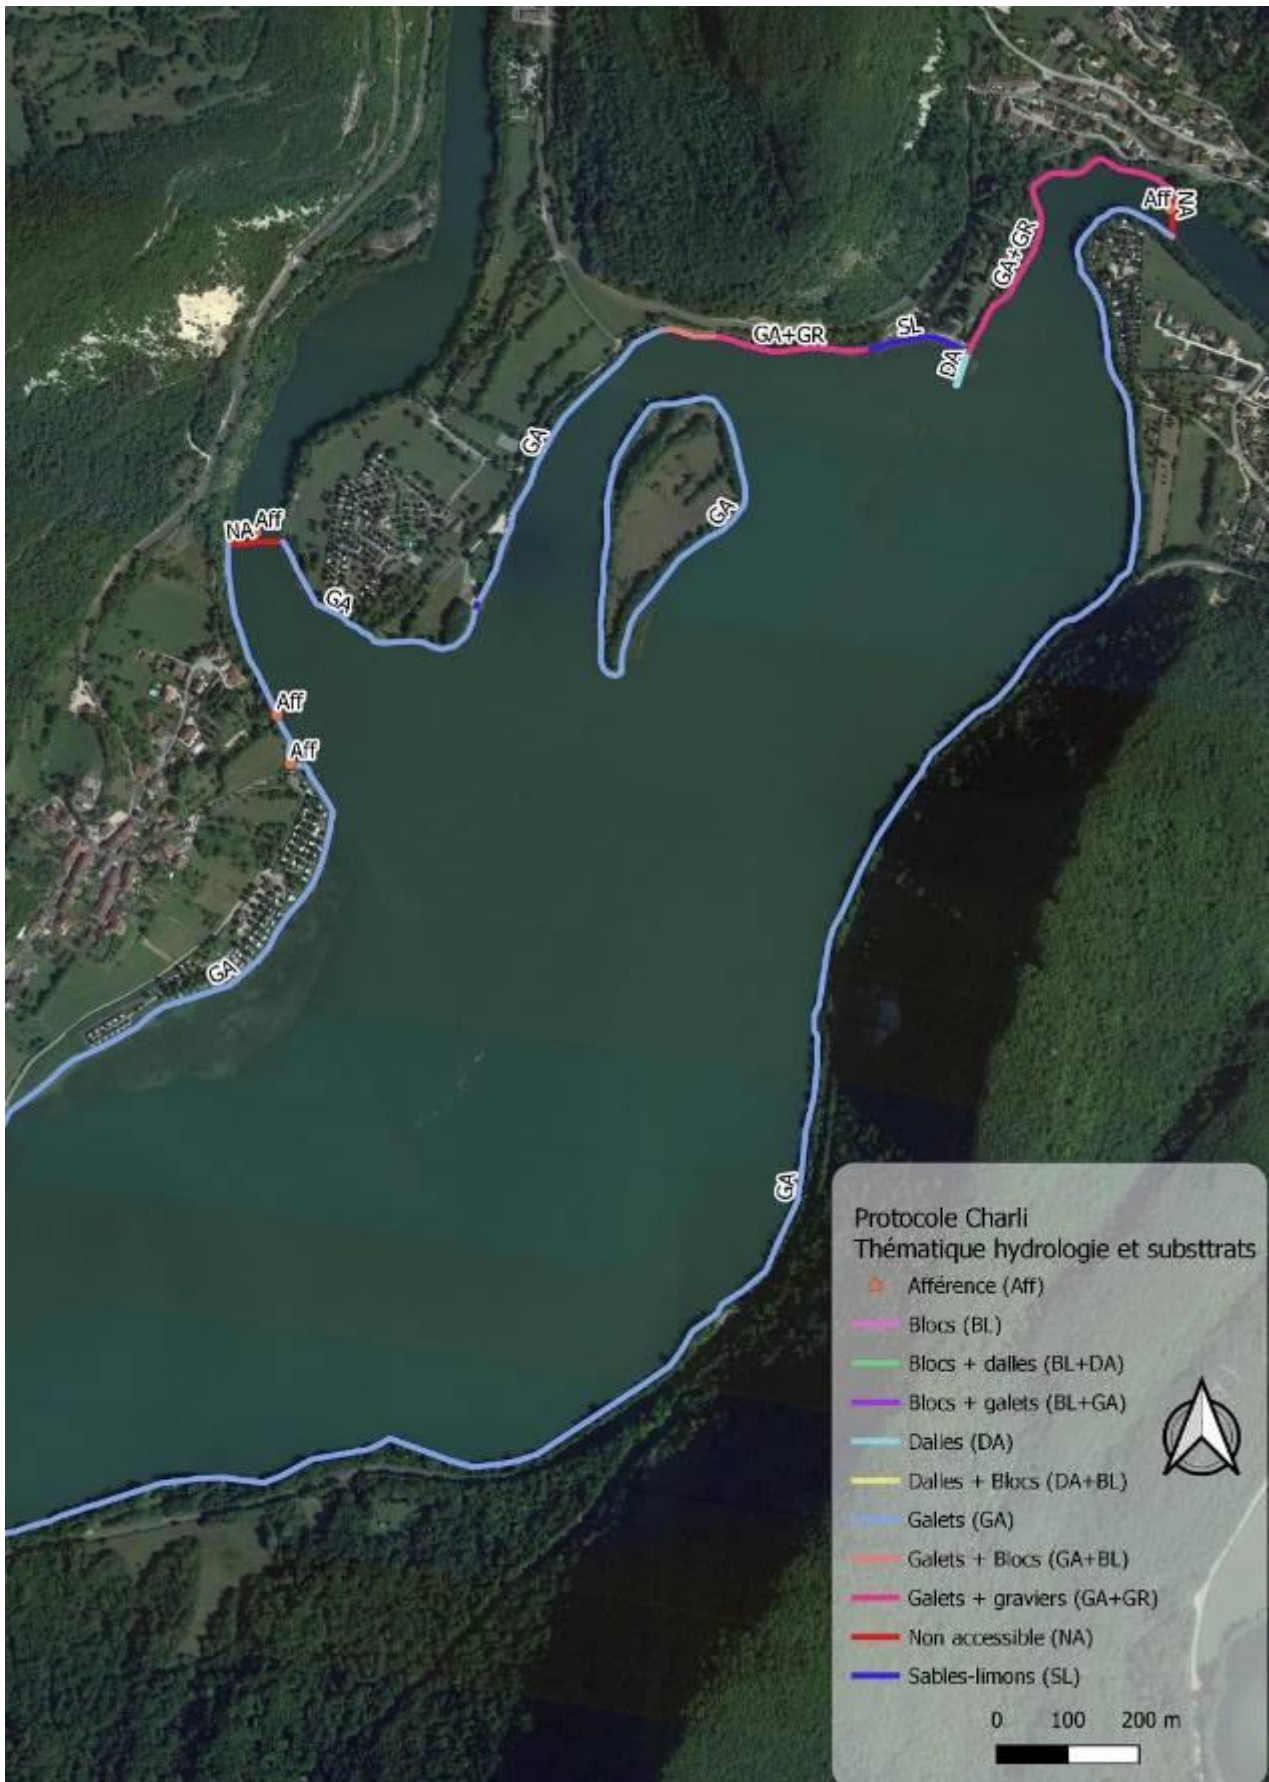 Aff
NA
GA+GR
GA+GR
SL
DA
GA
GA
NA
Aff
GA
Aff
Aff
GA
GA
Protocole Charli
Thématique hydrologie et substtrats
Afférence (Aff)
Blocs (BL)
Blocs + dalles (BL+DA)
Blocs + galets (BL+GA)
Dalles (DA)
Dalles + Blocs (DA+BL)
Galets (GA)
Galets + Blocs (GA+BL)
Galets + graviers (GA+GR)
Non accessible (NA)
Sables-limons (SL)
0 100 200 m